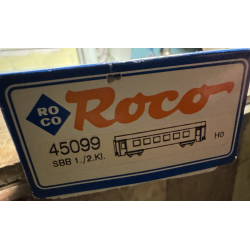 RO
CO
Roco
45099
SBB 1./2.Kl.
H0